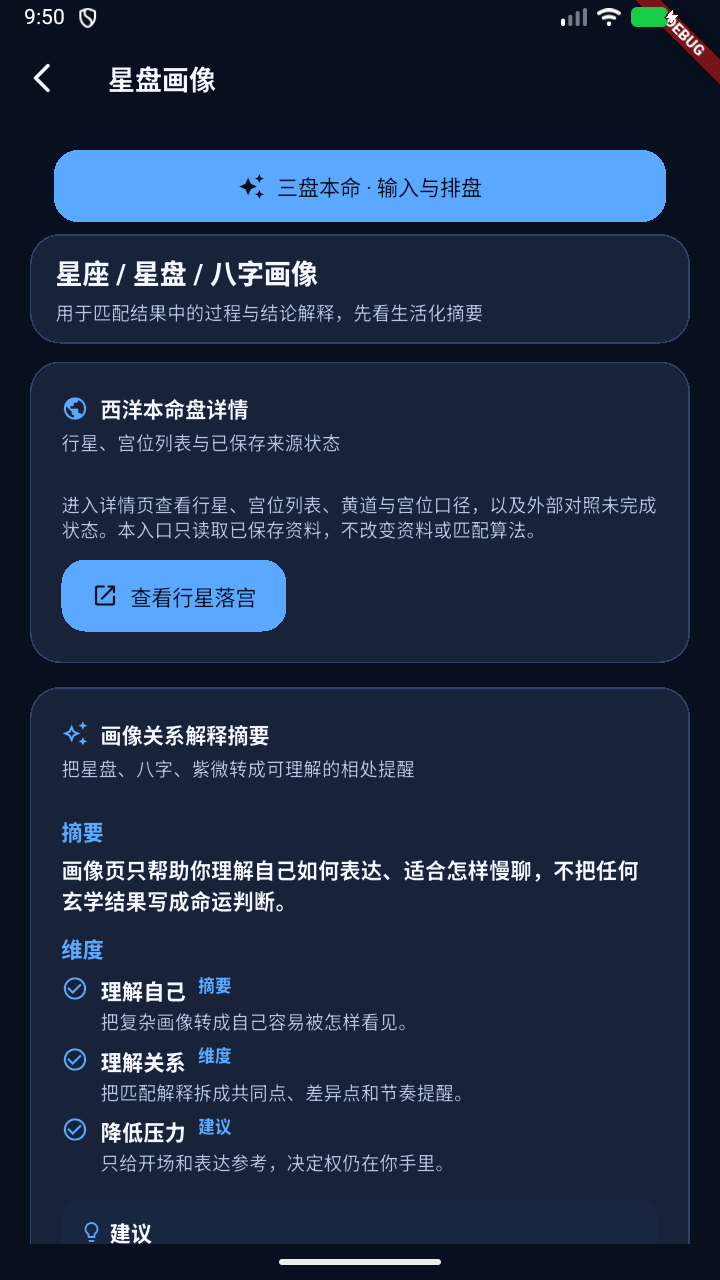 9:50
DEBUG
星盘画像
三盘本命 · 输入与排盘
星座 / 星盘 / 八字画像
用于匹配结果中的过程与结论解释，先看生活化摘要
西洋本命盘详情
行星、宫位列表与已保存来源状态
进入详情页查看行星、宫位列表、黄道与宫位口径，以及外部对照未完成
状态。本入口只读取已保存资料，不改变资料或匹配算法。
查看行星落宫
画像关系解释摘要
把星盘、八字、紫微转成可理解的相处提醒
摘要
画像页只帮助你理解自己如何表达、适合怎样慢聊，不把任何
玄学结果写成命运判断。
维度
理解自己 摘要
把复杂画像转成自己容易被怎样看见。
理解关系 维度
把匹配解释拆成共同点、差异点和节奏提醒。
降低压力 建议
只给开场和表达参考，决定权仍在你手里。
建议